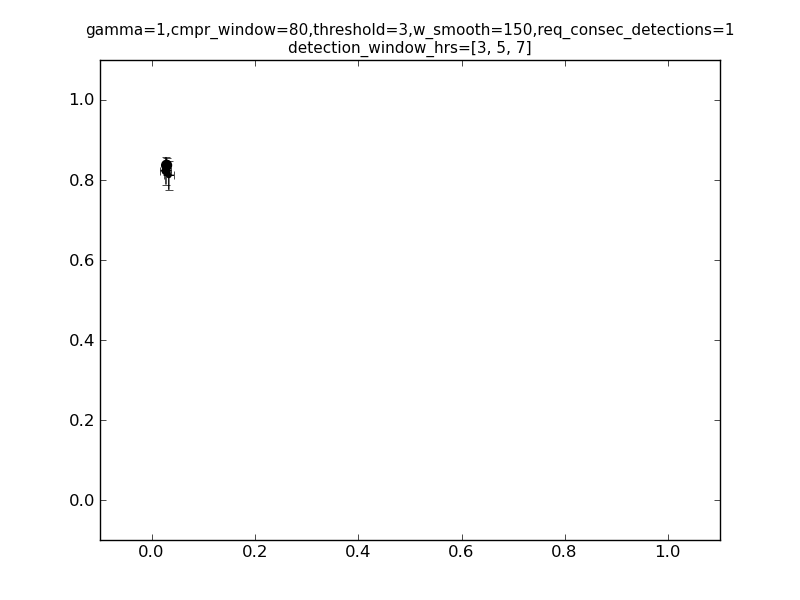 gamma=1,cmpr_window=80,threshold=3,w_smooth=150,req_consec_detections=1
detection_window_hrs=[3, 5, 7]
1.0
0.8
0.6
0.4
0.2
0.0
0.0 0.2 0.4 0.6 0.8 1.0